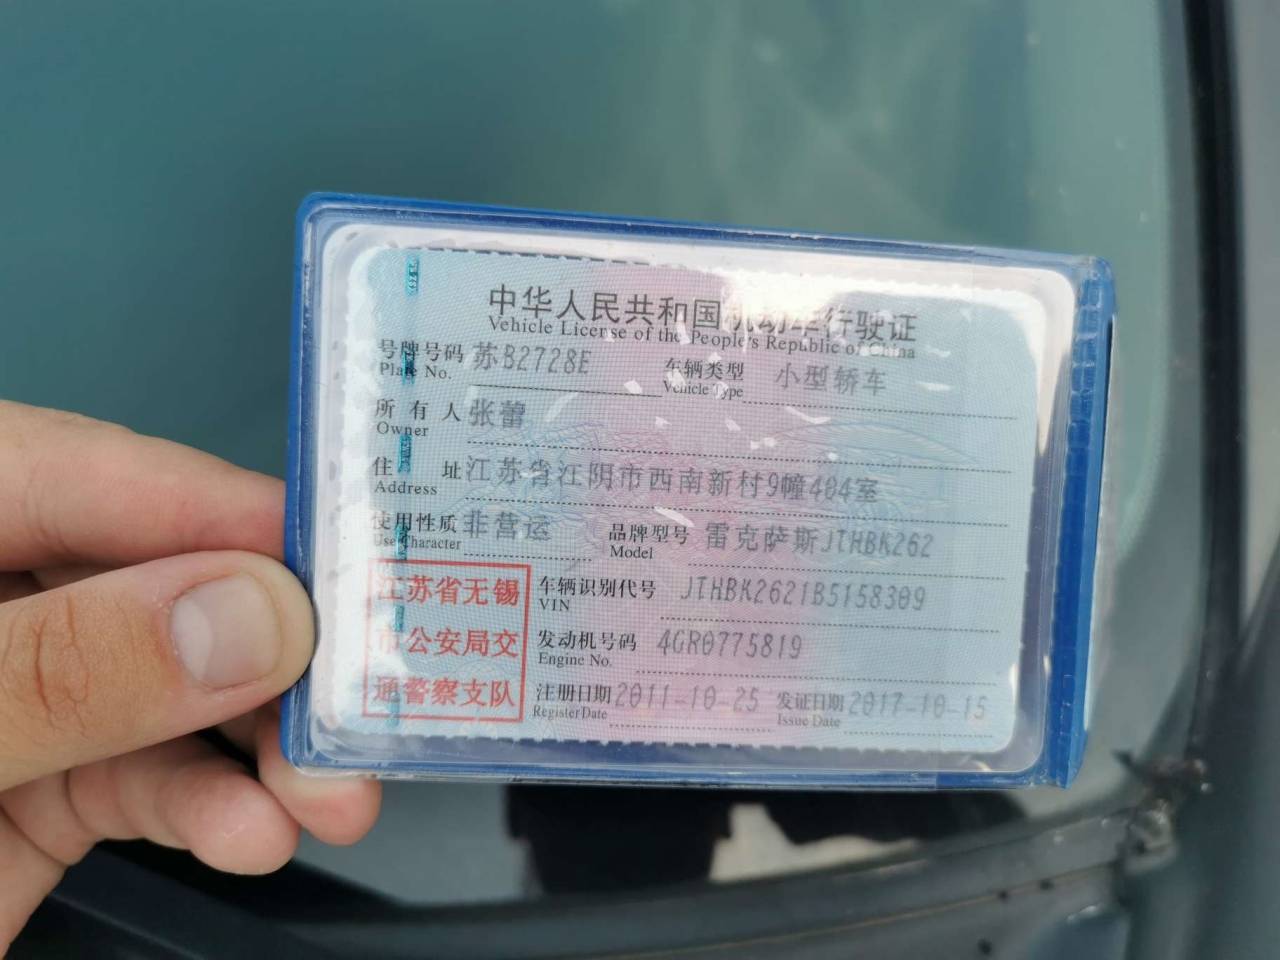 中华人民共和国机动车行驶证
Vehicle License of the People's Republic of China
号牌号码 苏B2728E 车辆类型 小型轿车
Plate No. Vehicle Type
所有人 张蕾
Owner
住址 江苏省江阴市西南新村9幢404室
Address
使用性质 非营运 品牌型号 雷克萨斯JTHBK262
Use Character Model
江苏省无锡市公安局交通警察支队
车辆识别代号 JTHBK2621B5158309
VIN
发动机号码 4GR0775819
Engine No.
注册日期 2011-10-25 发证日期 2017-10-15
Register Date Issue Date